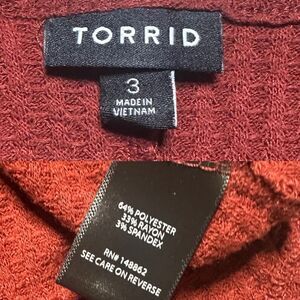 TORRID
3
MADE IN
VIETNAM
64% POLYESTER
33% RAYON
3% SPANDEX
RN# 148862
SEE CARE ON REVERSE